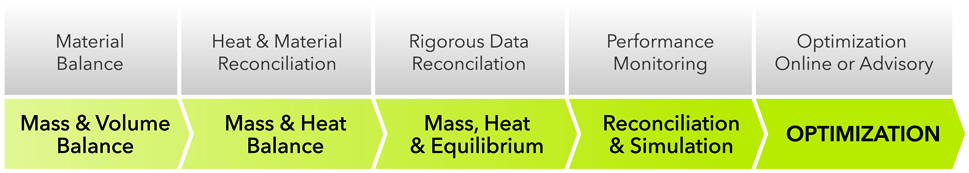 Material
Balance
Heat & Material
Reconciliation
Rigorous Data
Reconcilation
Performance
Monitoring
Optimization
Online or Advisory
Mass & Volume
Balance
Mass & Heat
Balance
Mass, Heat
& Equilibrium
Reconciliation
& Simulation
OPTIMIZATION